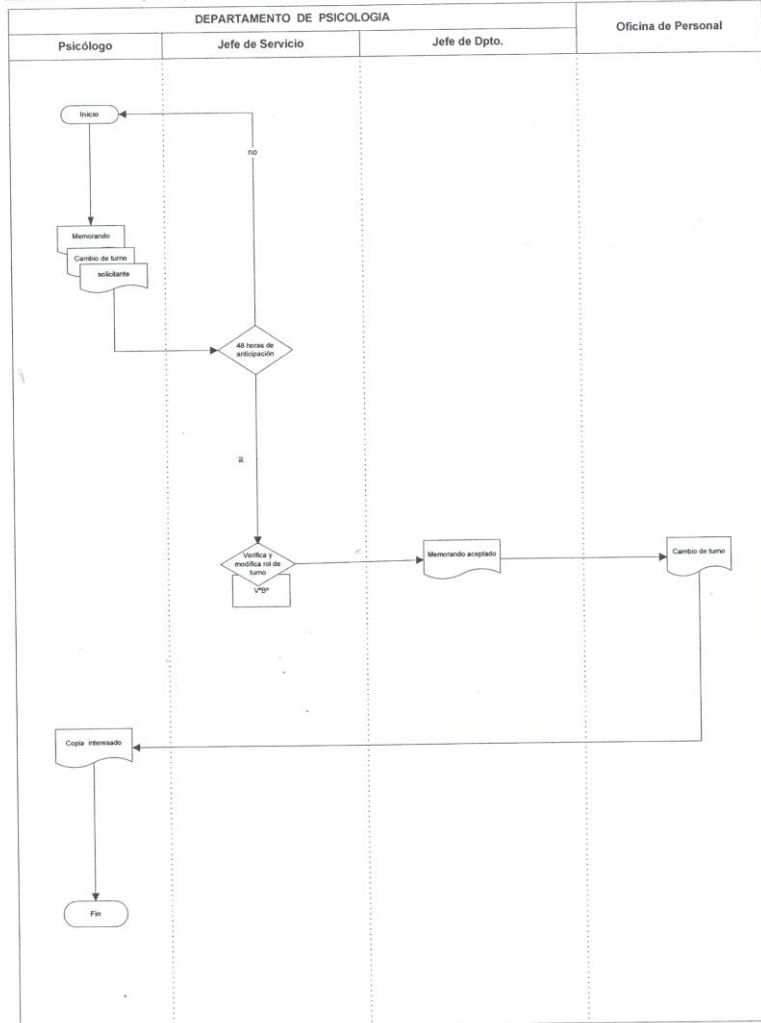 DEPARTAMENTO DE PSICOLOGIA
Oficina de Personal
Psicólogo
Jefe de Servicio
Jefe de Dpto.
Inicio
no
Memorando
Cambio de turno
solicitante
48 horas de
anticipación
si
Verifica y
modifica rol de
turno
VºBº
Memorando aceptado
Cambio de turno
Copia interesado
Fin